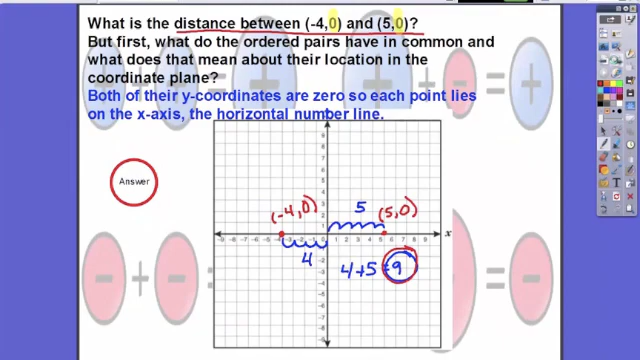 What is the distance between (-4,0) and (5,0)?
But first, what do the ordered pairs have in common and
what does that mean about their location in the
coordinate plane?
Both of their y-coordinates are zero so each point lies
on the x-axis, the horizontal number line.
Answer
(-4,0)
5
(5,0)
x
4
4+5=9